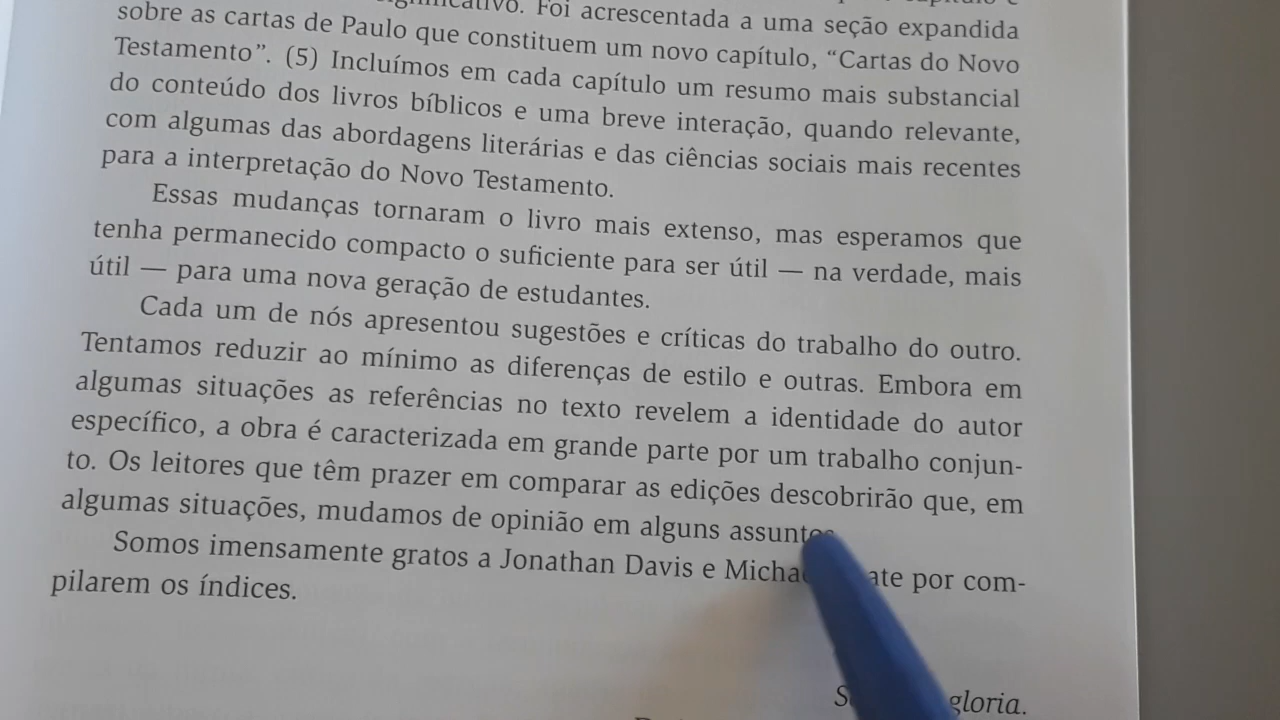 Foi acrescentada a uma seção expandida
sobre as cartas de Paulo que constituem um novo capítulo, “Cartas do Novo
Testamento”. (5) Incluímos em cada capítulo um resumo mais substancial
do conteúdo dos livros bíblicos e uma breve interação, quando relevante,
com algumas das abordagens literárias e das ciências sociais mais recentes
para a interpretação do Novo Testamento.
Essas mudanças tornaram o livro mais extenso, mas esperamos que
tenha permanecido compacto o suficiente para ser útil — na verdade, mais
útil — para uma nova geração de estudantes.
Cada um de nós apresentou sugestões e críticas do trabalho do outro.
Tentamos reduzir ao mínimo as diferenças de estilo e outras. Embora em
algumas situações as referências no texto revelem a identidade do autor
específico, a obra é caracterizada em grande parte por um trabalho conjun-
to. Os leitores que têm prazer em comparar as edições descobrirão que, em
algumas situações, mudamos de opinião em alguns assuntos
Somos imensamente gratos a Jonathan Davis e por com-
pilarem os índices.
gloria.